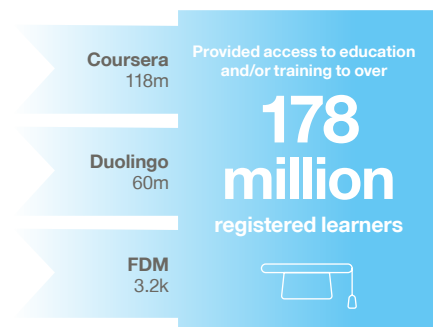 Coursera
118m
Duolingo
60m
FDM
3.2k
Provided access to education
and/or training to over
178
million
registered learners